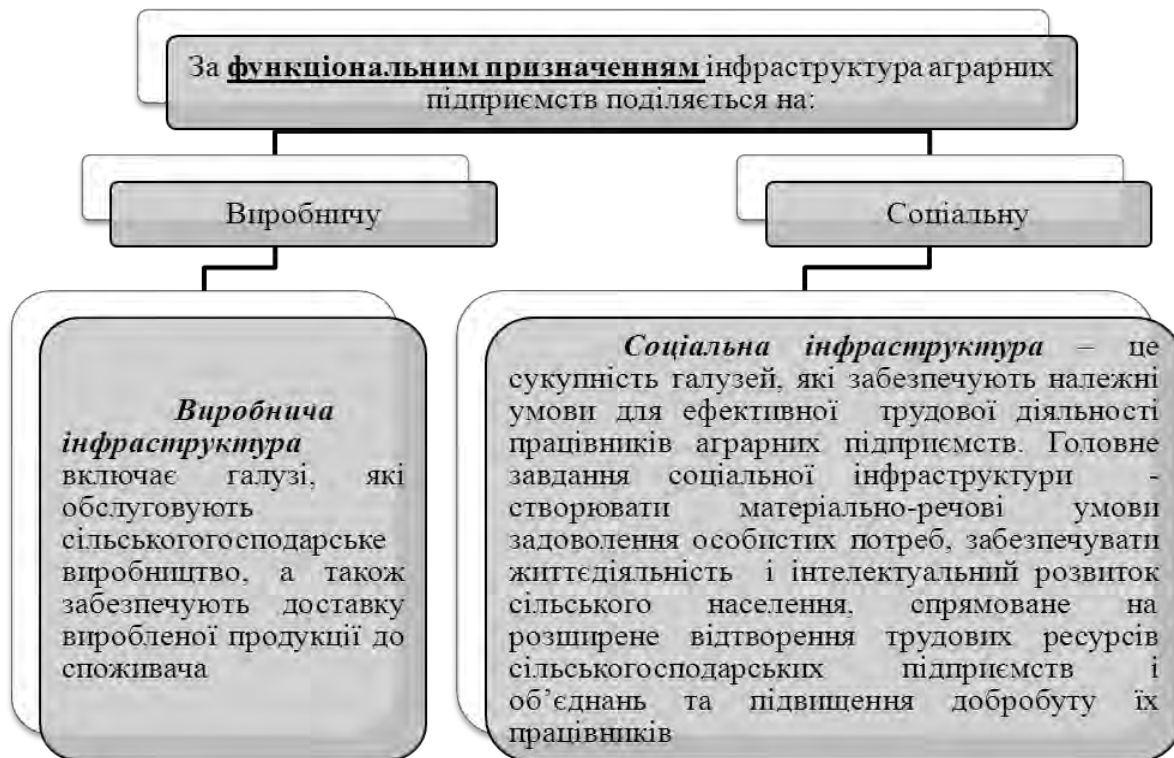 За функціональним призначенням інфраструктура аграрних
підприємств поділяється на:
Виробничу
Соціальну
Виробнича
інфраструктура
включає галузі, які
обслуговують
сільськогогосподарське
виробництво, а також
забезпечують доставку
виробленої продукції до
споживача
Соціальна інфраструктура – це
сукупність галузей, які забезпечують належні
умови для ефективної трудової діяльності
працівників аграрних підприємств. Головне
завдання соціальної інфраструктури -
створювати матеріально-речові умови
задоволення особистих потреб, забезпечувати
життєдіяльність і інтелектуальний розвиток
сільського населення, спрямоване на
розширене відтворення трудових ресурсів
сільськогосподарських підприємств і
об’єднань та підвищення добробуту їх
працівників